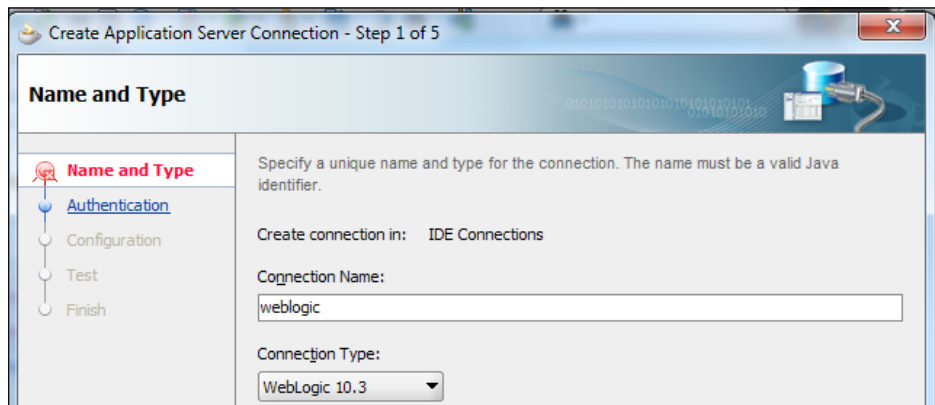 Create Application Server Connection - Step 1 of 5
Name and Type
Name and Type
Authentication
Configuration
Test
Finish
Specify a unique name and type for the connection. The name must be a valid Java
identifier.
Create connection in: IDE Connections
Connection Name:
weblogic
Connection Type:
WebLogic 10.3